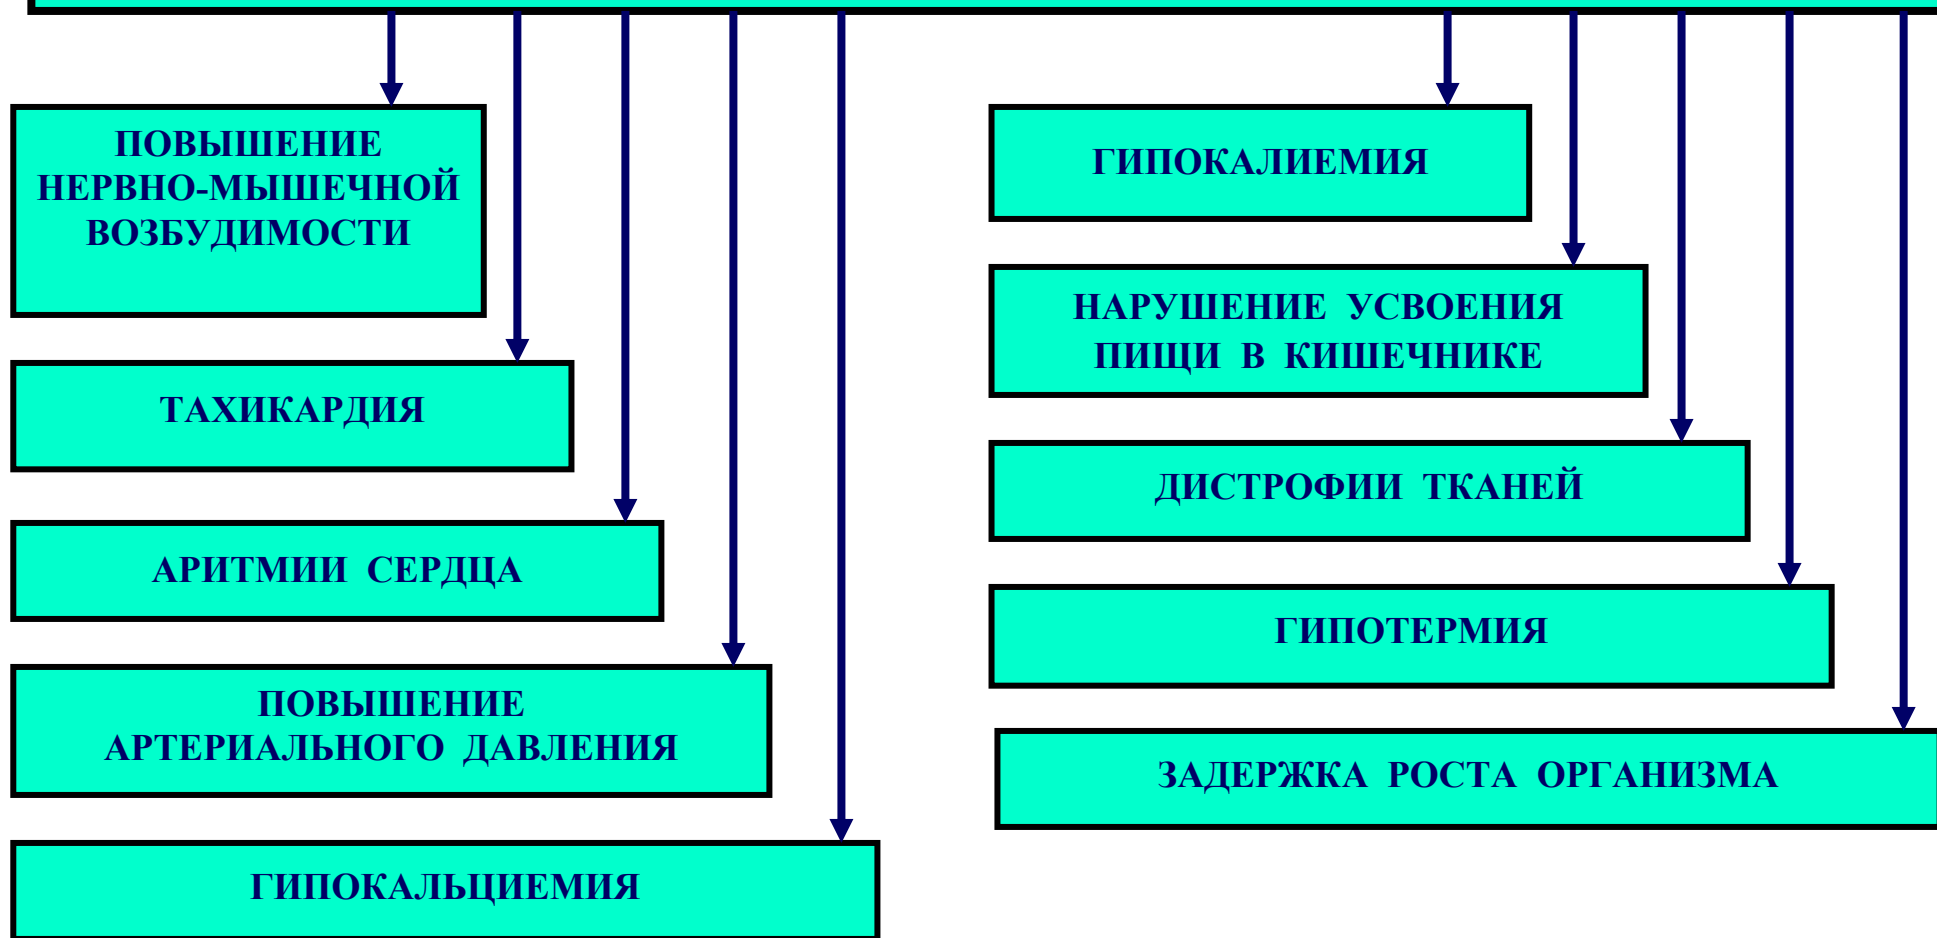 ПОВЫШЕНИЕ
НЕРВНО-МЫШЕЧНОЙ
ВОЗБУДИМОСТИ
ТАХИКАРДИЯ
АРИТМИИ СЕРДЦА
ПОВЫШЕНИЕ
АРТЕРИАЛЬНОГО ДАВЛЕНИЯ
ГИПОКАЛЬЦИЕМИЯ
ГИПОКАЛИЕМИЯ
НАРУШЕНИЕ УСВОЕНИЯ
ПИЩИ В КИШЕЧНИКЕ
ДИСТРОФИИ ТКАНЕЙ
ГИПОТЕРМИЯ
ЗАДЕРЖКА РОСТА ОРГАНИЗМА